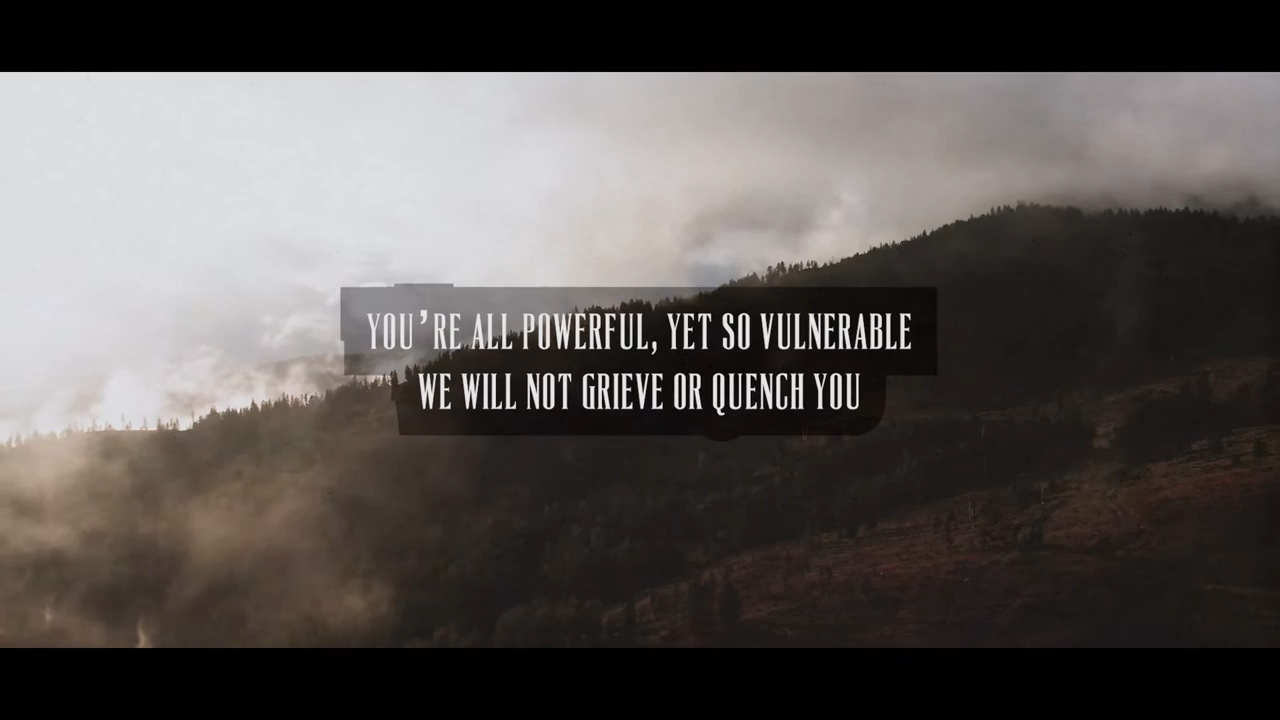 YOU’RE ALL POWERFUL, YET SO VULNERABLE
WE WILL NOT GRIEVE OR QUENCH YOU